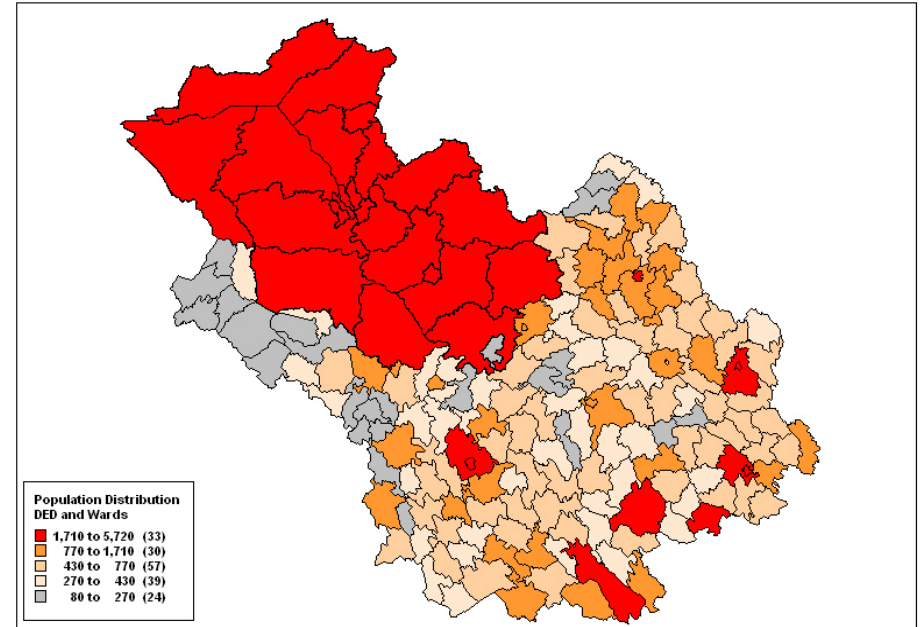 Population Distribution
DED and Wards
1,710 to 5,720 (33)
770 to 1,710 (30)
430 to 770 (57)
270 to 430 (39)
80 to 270 (24)